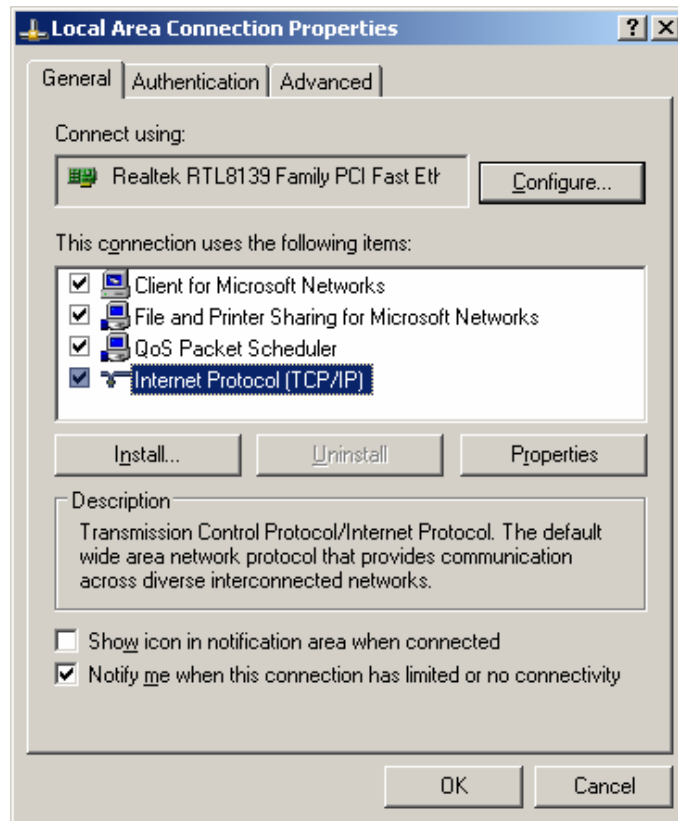 Local Area Connection Properties
General Authentication Advanced
Connect using:
Realtek RTL8139 Family PCI Fast Eth
Configure...
This connection uses the following items:
Client for Microsoft Networks
File and Printer Sharing for Microsoft Networks
QoS Packet Scheduler
Internet Protocol (TCP/IP)
Install... Uninstall Properties
Description
Transmission Control Protocol/Internet Protocol. The default
wide area network protocol that provides communication
across diverse interconnected networks.
Show icon in notification area when connected
Notify me when this connection has limited or no connectivity
OK Cancel